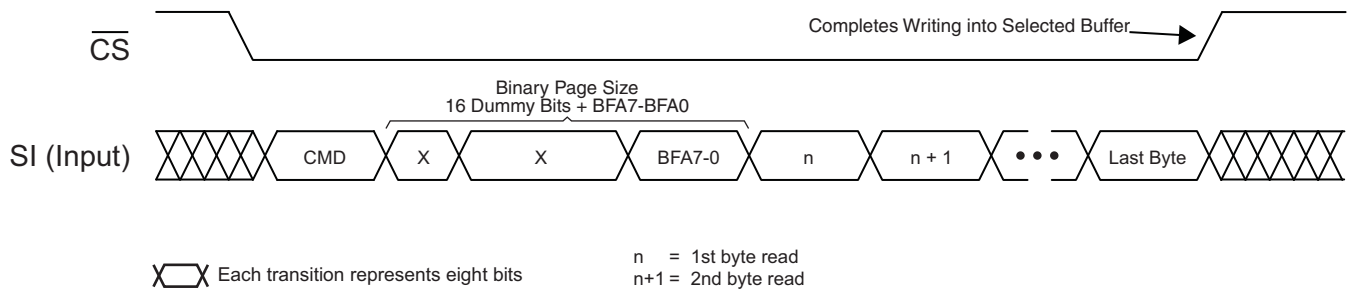 Completes Writing into Selected Buffer
CS
Binary Page Size
16 Dummy Bits + BFA7-BFA0
SI (Input)
CMD
X
X
BFA7-0
n
n + 1
•••
Last Byte
Each transition represents eight bits
n = 1st byte read
n+1 = 2nd byte read